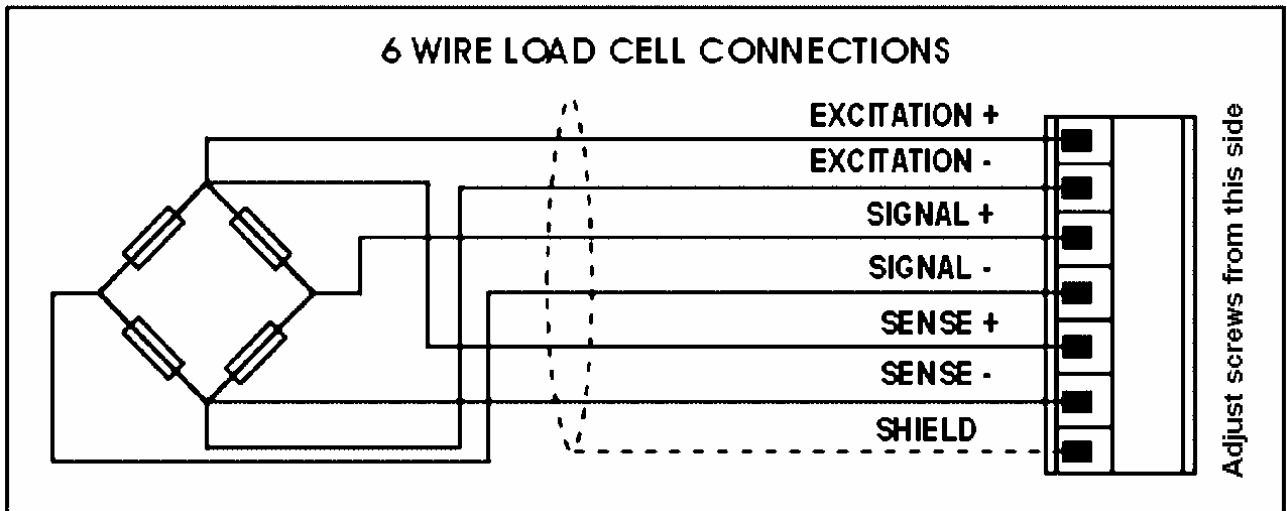 6 WIRE LOAD CELL CONNECTIONS
EXCITATION +
EXCITATION -
SIGNAL +
SIGNAL -
SENSE +
SENSE -
SHIELD
Adjust screws from this side